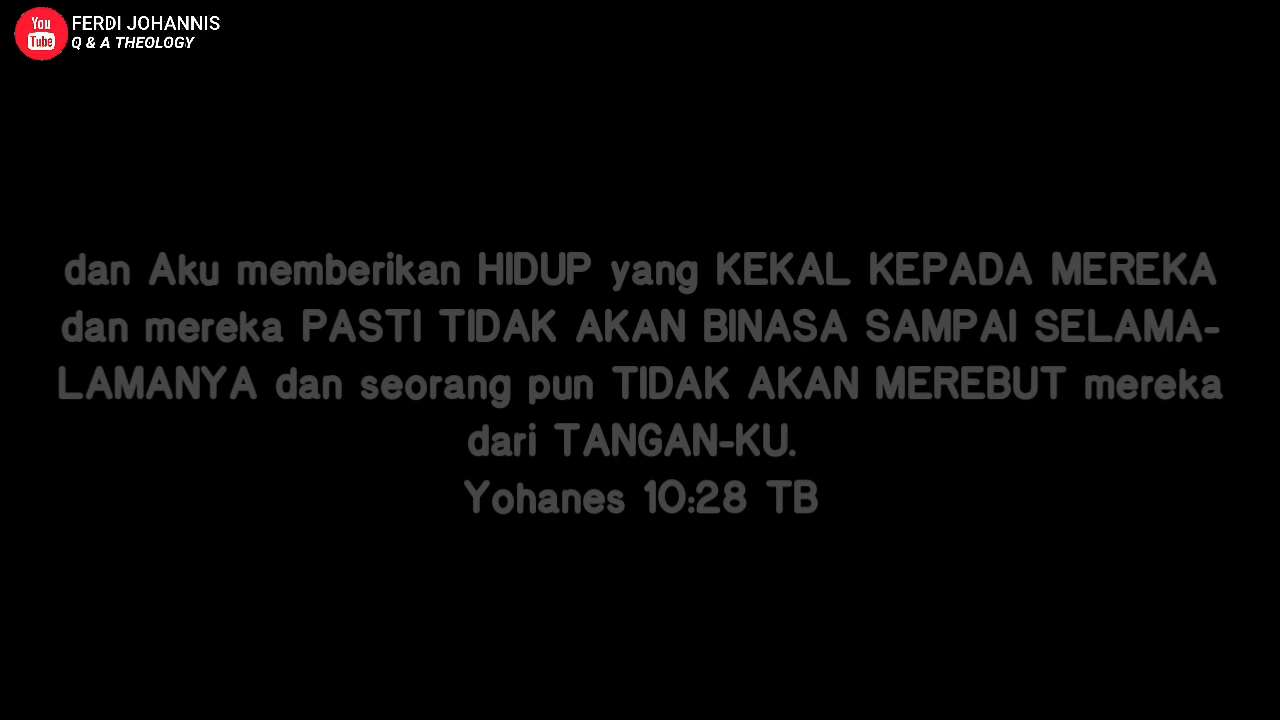 You
Tube
FERDI JOHANNIS
Q & A THEOLOGY
dan Aku memberikan HIDUP yang KEKAL KEPADA MEREKA
dan mereka PASTI TIDAK AKAN BINASA SAMPAI SELAMA-
LAMANYA dan seorang pun TIDAK AKAN MEREBUT mereka
dari TANGAN-KU.
Yohanes 10:28 TB